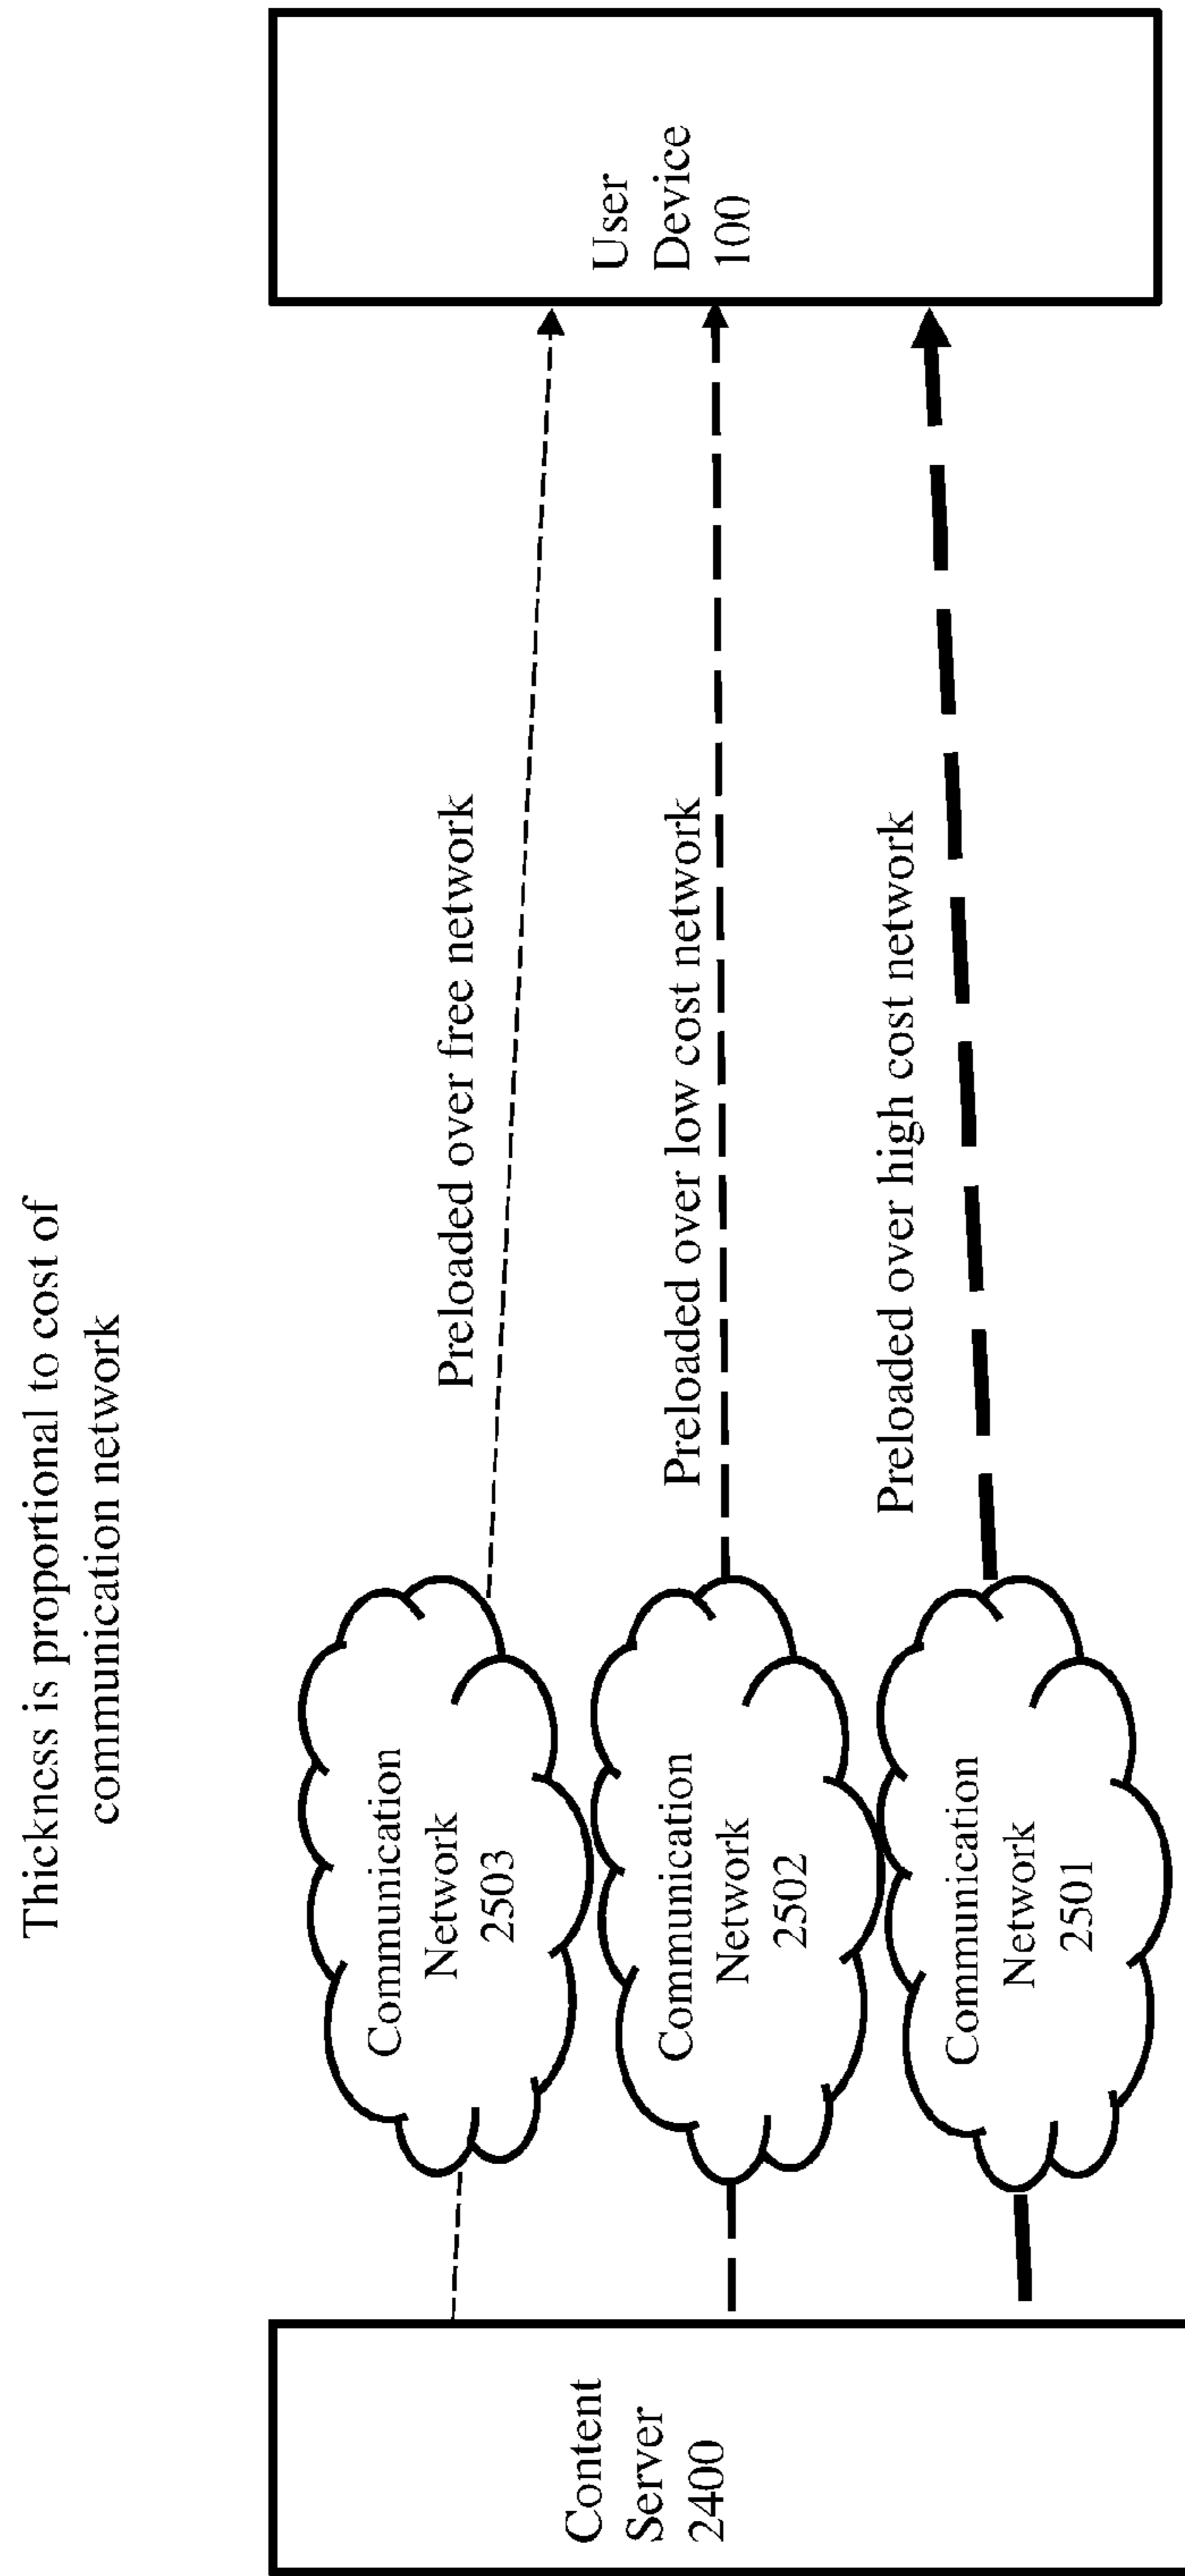 Thickness is proportional to cost of
communication network
Content
Server
2400
Communication
Network
2503
Communication
Network
2502
Communication
Network
2501
Preloaded over free network
Preloaded over low cost network
Preloaded over high cost network
User
Device
100